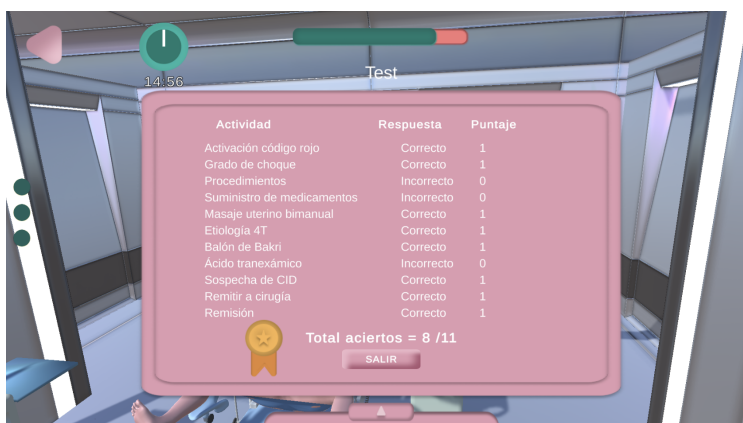 14:56
Test
Actividad Respuesta Puntaje
Activación código rojo Correcto 1
Grado de choque Correcto 1
Procedimientos Incorrecto 0
Suministro de medicamentos Incorrecto 0
Masaje uterino bimanual Correcto 1
Etiología 4T Correcto 1
Balón de Bakri Correcto 1
Ácido tranexámico Incorrecto 0
Sospecha de CID Correcto 1
Remitir a cirugía Correcto 1
Remisión Correcto 1
Total aciertos = 8 /11
SALIR